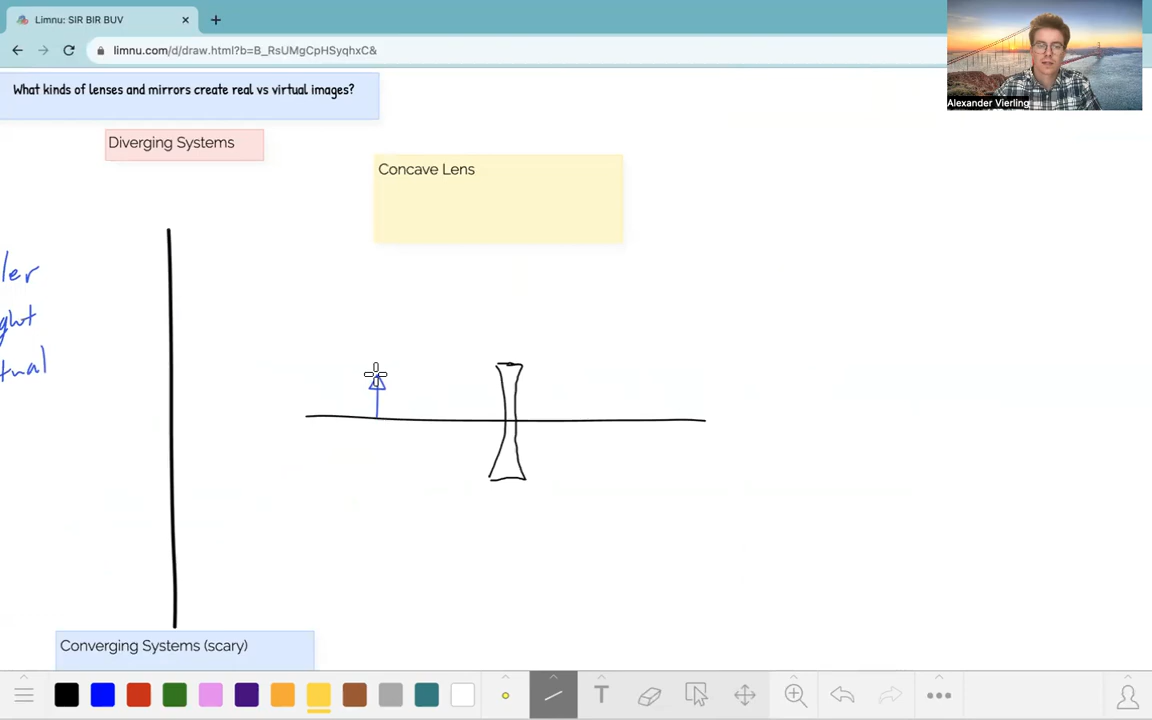 Limnu: SIR BIR BUV
limnu.com/d/draw.html?b=B_RsUMgCpHSyqhxC&
Alexander Vierling
What kinds of lenses and mirrors create real vs virtual images?
Diverging Systems
Concave Lens
Converging Systems (scary)
T